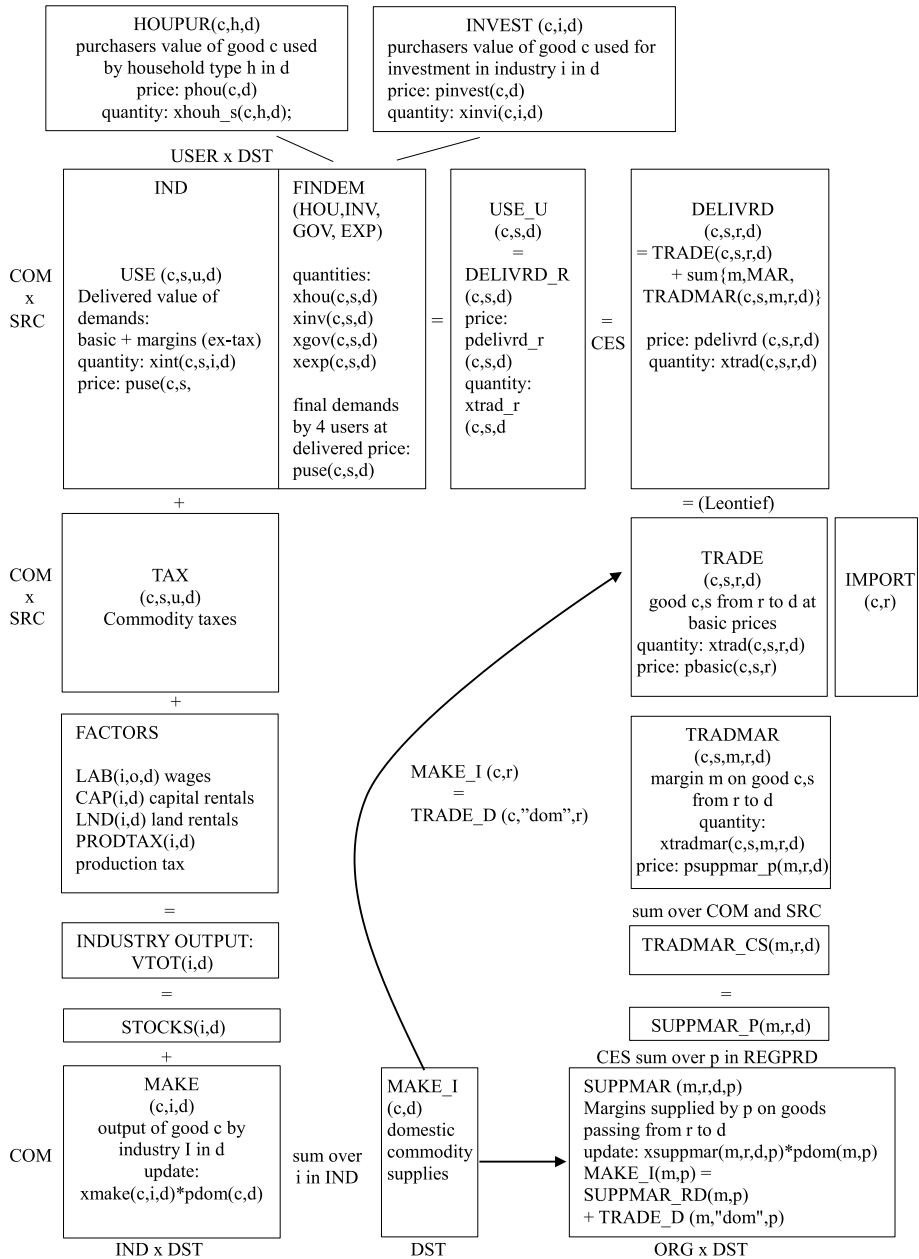 HOUPUR(c,h,d)
purchasers value of good c used
by household type h in d
price: phou(c,d)
quantity: xhouh_s(c,h,d);
INVEST (c,i,d)
purchasers value of good c used for
investment in industry i in d
price: pinvest(c,d)
quantity: xinvi(c,i,d)
USER x DST
COM
x
SRC
IND
USE (c,s,u,d)
Delivered value of
demands:
basic + margins (ex-tax)
quantity: xint(c,s,i,d)
price: puse(c,s,
FINDEM
(HOU,INV,
GOV, EXP)
quantities:
xhou(c,s,d)
xinv(c,s,d)
xgov(c,s,d)
xexp(c,s,d)
final demands
by 4 users at
delivered price:
puse(c,s,d)
=
USE_U
(c,s,d)
=
DELIVRD_R
(c,s,d)
price:
pdelivrd_r
(c,s,d)
quantity:
xtrad_r
(c,s,d
=
CES
DELIVRD
(c,s,r,d)
= TRADE(c,s,r,d)
+ sum{m,MAR,
TRADMAR(c,s,m,r,d)}
price: pdelivrd (c,s,r,d)
quantity: xtrad(c,s,r,d)
+
= (Leontief)
COM
x
SRC
TAX
(c,s,u,d)
Commodity taxes
TRADE
(c,s,r,d)
good c,s from r to d at
basic prices
quantity: xtrad(c,s,r,d)
price: pbasic(c,s,r)
IMPORT
(c,r)
+
FACTORS
LAB(i,o,d) wages
CAP(i,d) capital rentals
LND(i,d) land rentals
PRODTAX(i,d)
production tax
MAKE_I (c,r)
=
TRADE_D (c,”dom”,r)
TRADMAR
(c,s,m,r,d)
margin m on good c,s
from r to d
quantity:
xtradmar(c,s,m,r,d)
price: psuppmar_p(m,r,d)
=
sum over COM and SRC
INDUSTRY OUTPUT:
VTOT(i,d)
TRADMAR_CS(m,r,d)
=
=
STOCKS(i,d)
SUPPMAR_P(m,r,d)
+
CES sum over p in REGPRD
COM
MAKE
(c,i,d)
output of good c by
industry I in d
update:
xmake(c,i,d)*pdom(c,d)
sum over
i in IND
MAKE_I
(c,d)
domestic
commodity
supplies
SUPPMAR (m,r,d,p)
Margins supplied by p on goods
passing from r to d
update: xsuppmar(m,r,d,p)*pdom(m,p)
MAKE_I(m,p) =
SUPPMAR_RD(m,p)
+ TRADE_D (m,"dom",p)
IND x DST
DST
ORG x DST